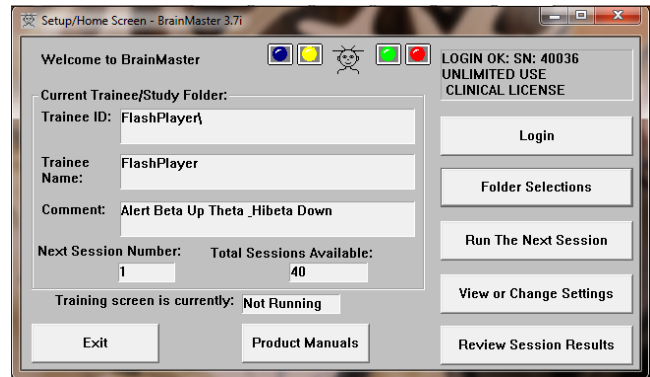 Setup/Home Screen - BrainMaster 3.7i
Welcome to BrainMaster
LOGIN OK: SN: 40036
UNLIMITED USE
CLINICAL LICENSE
Current Trainee/Study Folder:
Trainee ID: FlashPlayer\
Trainee
Name: FlashPlayer
Comment: Alert Beta Up Theta _Hibeta Down
Next Session Number: Total Sessions Available:
1 40
Training screen is currently: Not Running
Exit
Product Manuals
Login
Folder Selections
Run The Next Session
View or Change Settings
Review Session Results